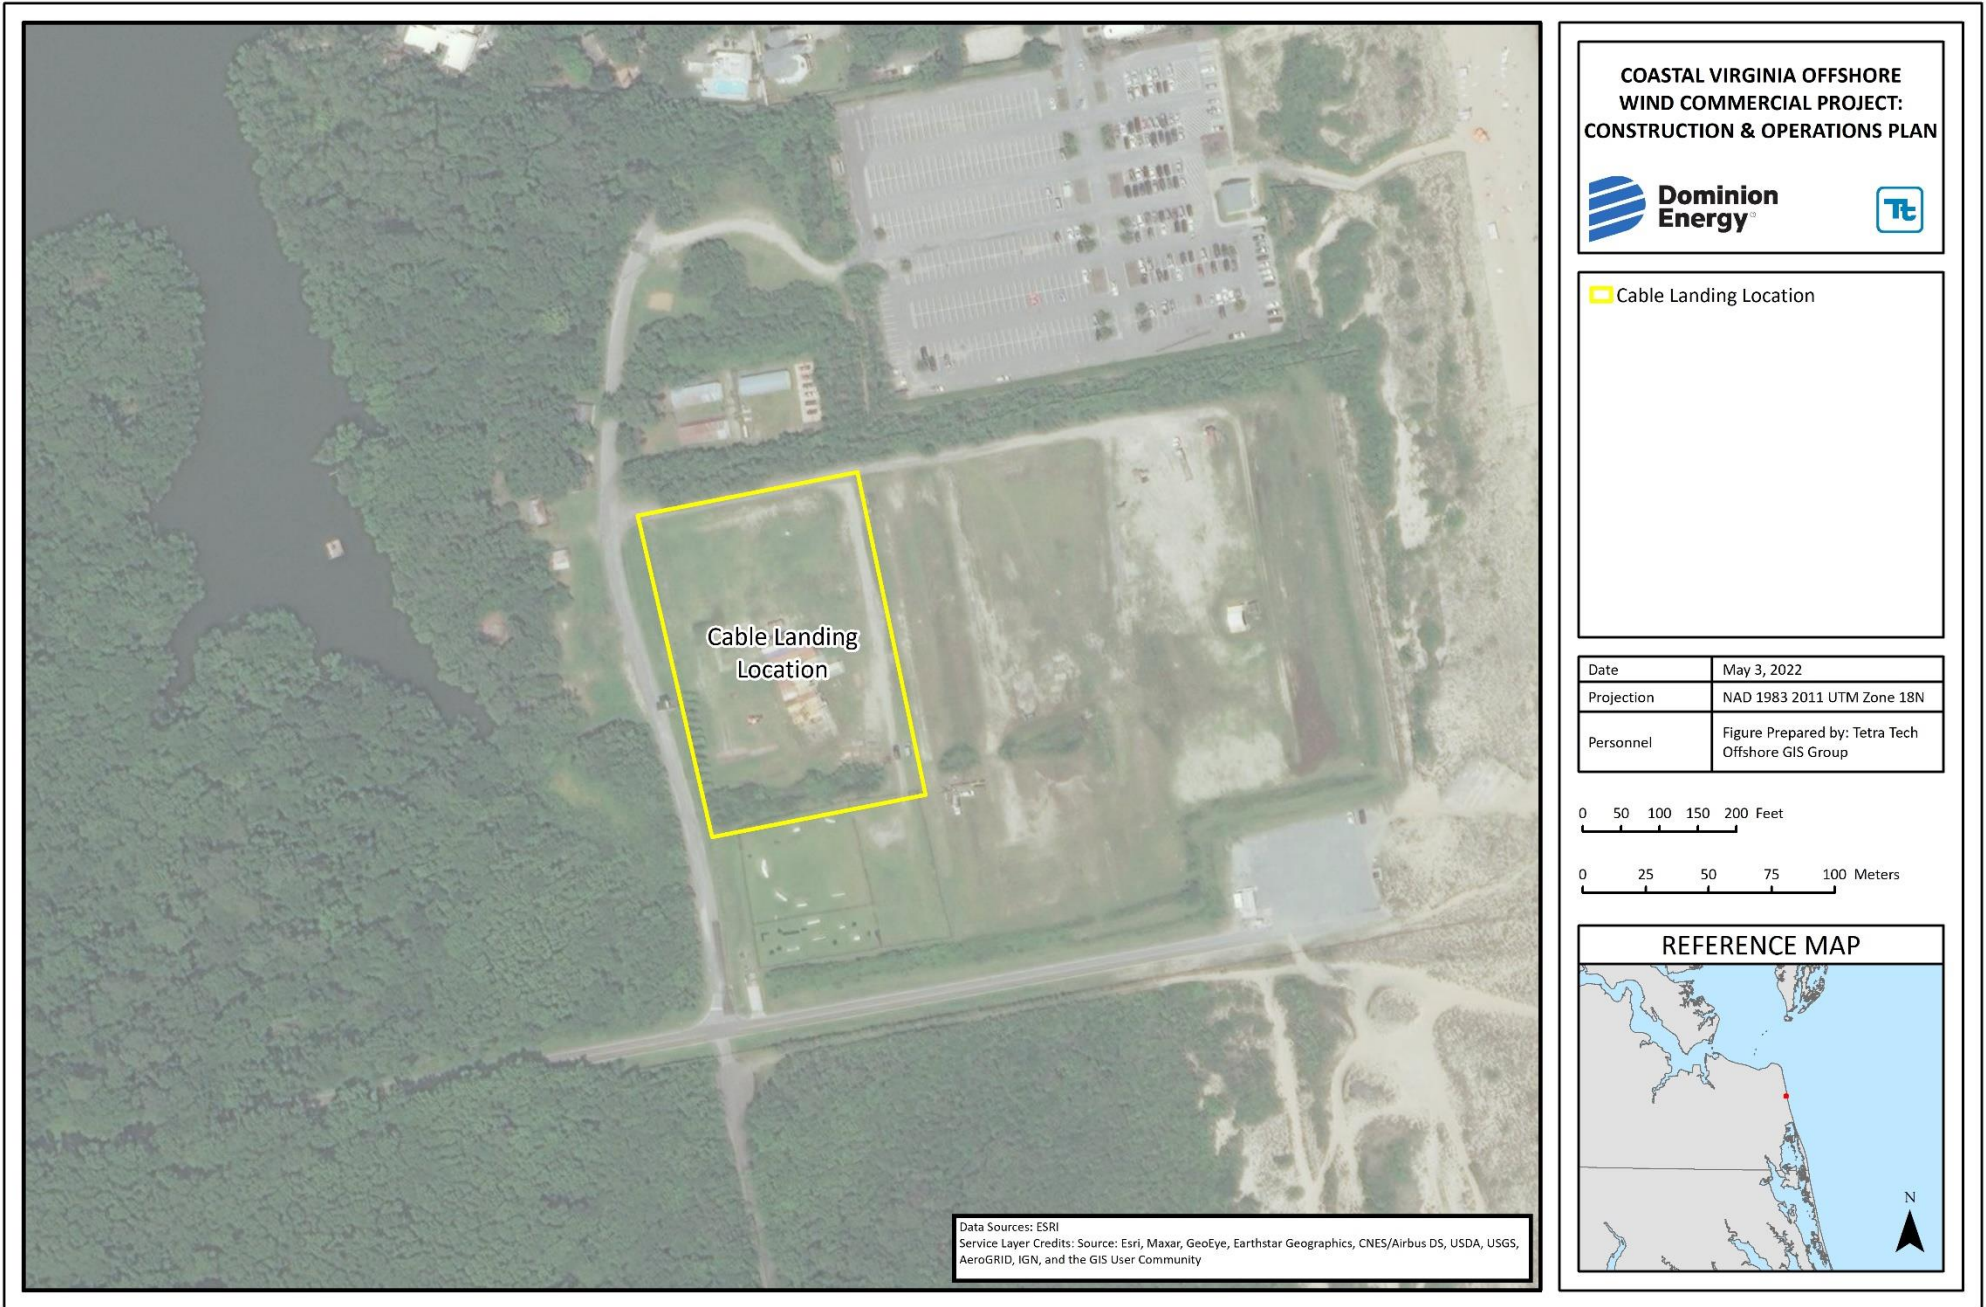 COASTAL VIRGINIA OFFSHORE
WIND COMMERCIAL PROJECT:
CONSTRUCTION & OPERATIONS PLAN
Dominion
Energy
Tt
Cable Landing Location
Cable Landing
Location
Date May 3, 2022
Projection NAD 1983 2011 UTM Zone 18N
Personnel Figure Prepared by: Tetra Tech
Offshore GIS Group
0 50 100 150 200 Feet
0 25 50 75 100 Meters
REFERENCE MAP
N
Data Sources: ESRI
Service Layer Credits: Source: Esri, Maxar, GeoEye, Earthstar Geographics, CNES/Airbus DS, USDA, USGS,
AeroGRID, IGN, and the GIS User Community